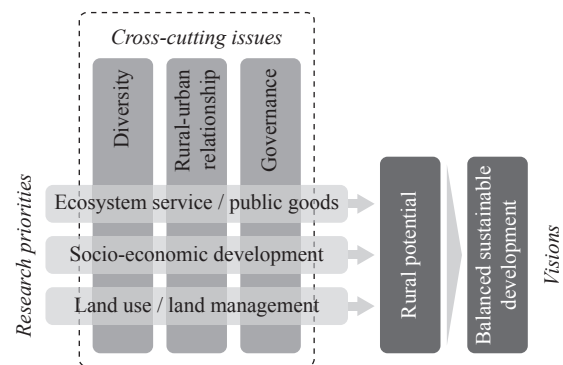 Cross-cutting issues
Diversity
Rural-urban
relationship
Governance
Research priorities
Ecosystem service / public goods
Socio-economic development
Land use / land management
Rural potential
Balanced sustainable
development
Visions